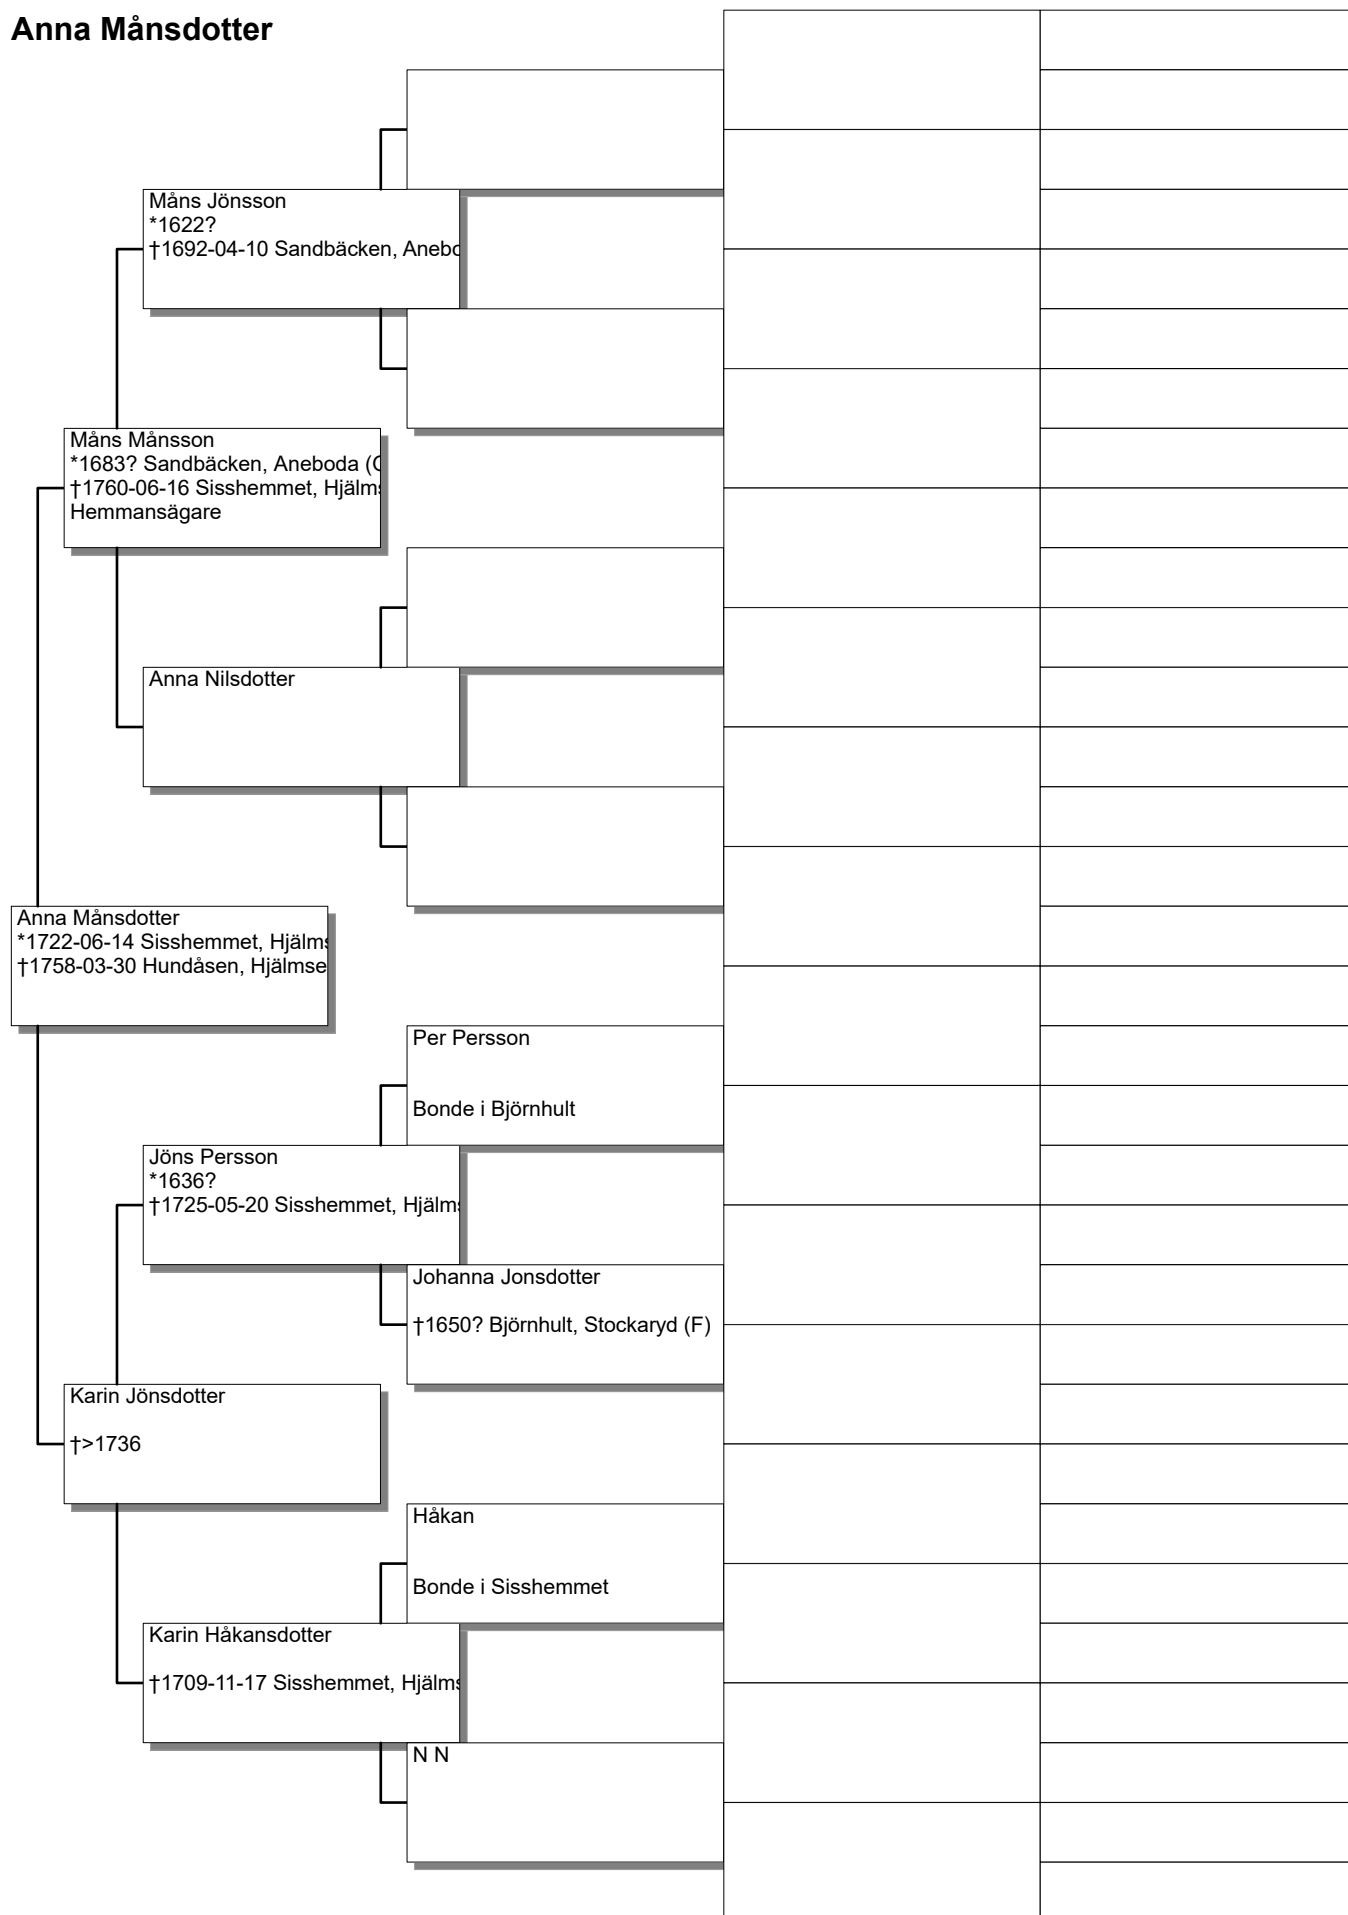 Anna Månsdotter
Måns Jönsson
*1622?
†1692-04-10 Sandbäcken, Anebo
Måns Månsson
*1683? Sandbäcken, Aneboda (
†1760-06-16 Sisshemmet, Hjälms
Hemmansägare
Anna Nilsdotter
Anna Månsdotter
*1722-06-14 Sisshemmet, Hjälms
†1758-03-30 Hundåsen, Hjälmse
Per Persson
Bonde i Björnhult
Jöns Persson
*1636?
†1725-05-20 Sisshemmet, Hjälms
Johanna Jonsdotter
†1650? Björnhult, Stockaryd (F)
Karin Jönsdotter
†>1736
Håkan
Bonde i Sisshemmet
Karin Håkansdotter
†1709-11-17 Sisshemmet, Hjälms
N N